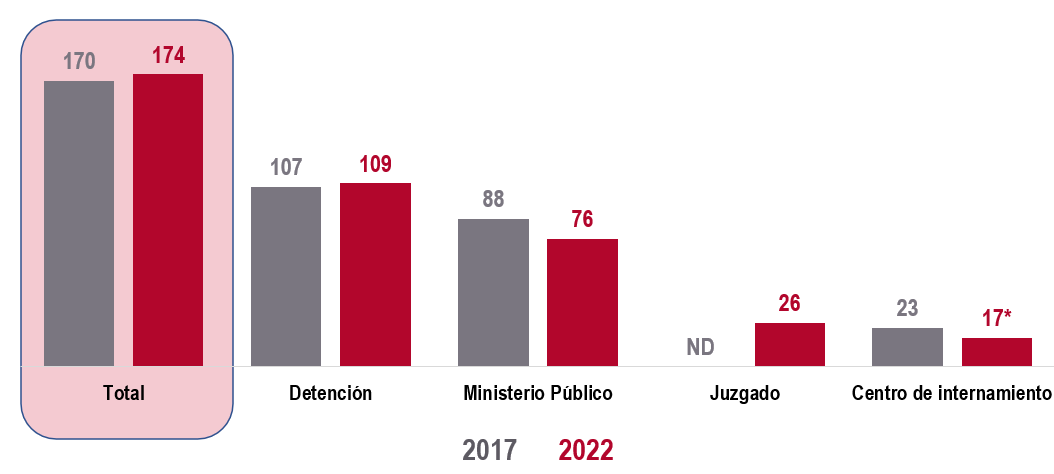 170
174
107
109
88
76
ND
26
23
17*
Total
Detención
Ministerio Público
Juzgado
Centro de internamiento
2017
2022